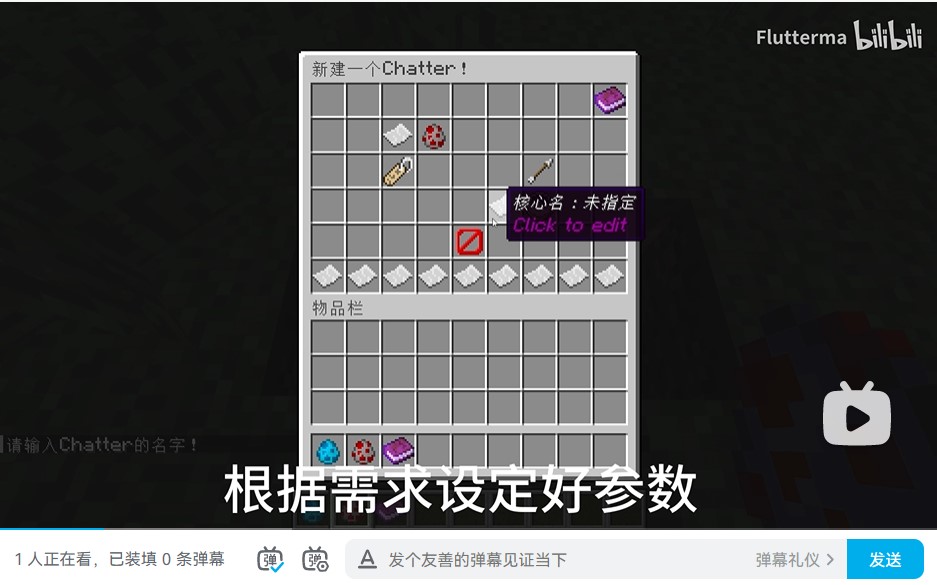 Flutterma bilibili
新建一个Chatter！
核心名：未指定
Click to edit
物品栏
请输入Chatter的名字！
根据需求设定好参数
1 人正在看，已装填 0 条弹幕
弹
弹
A
发个友善的弹幕见证当下
弹幕礼仪 >
发送